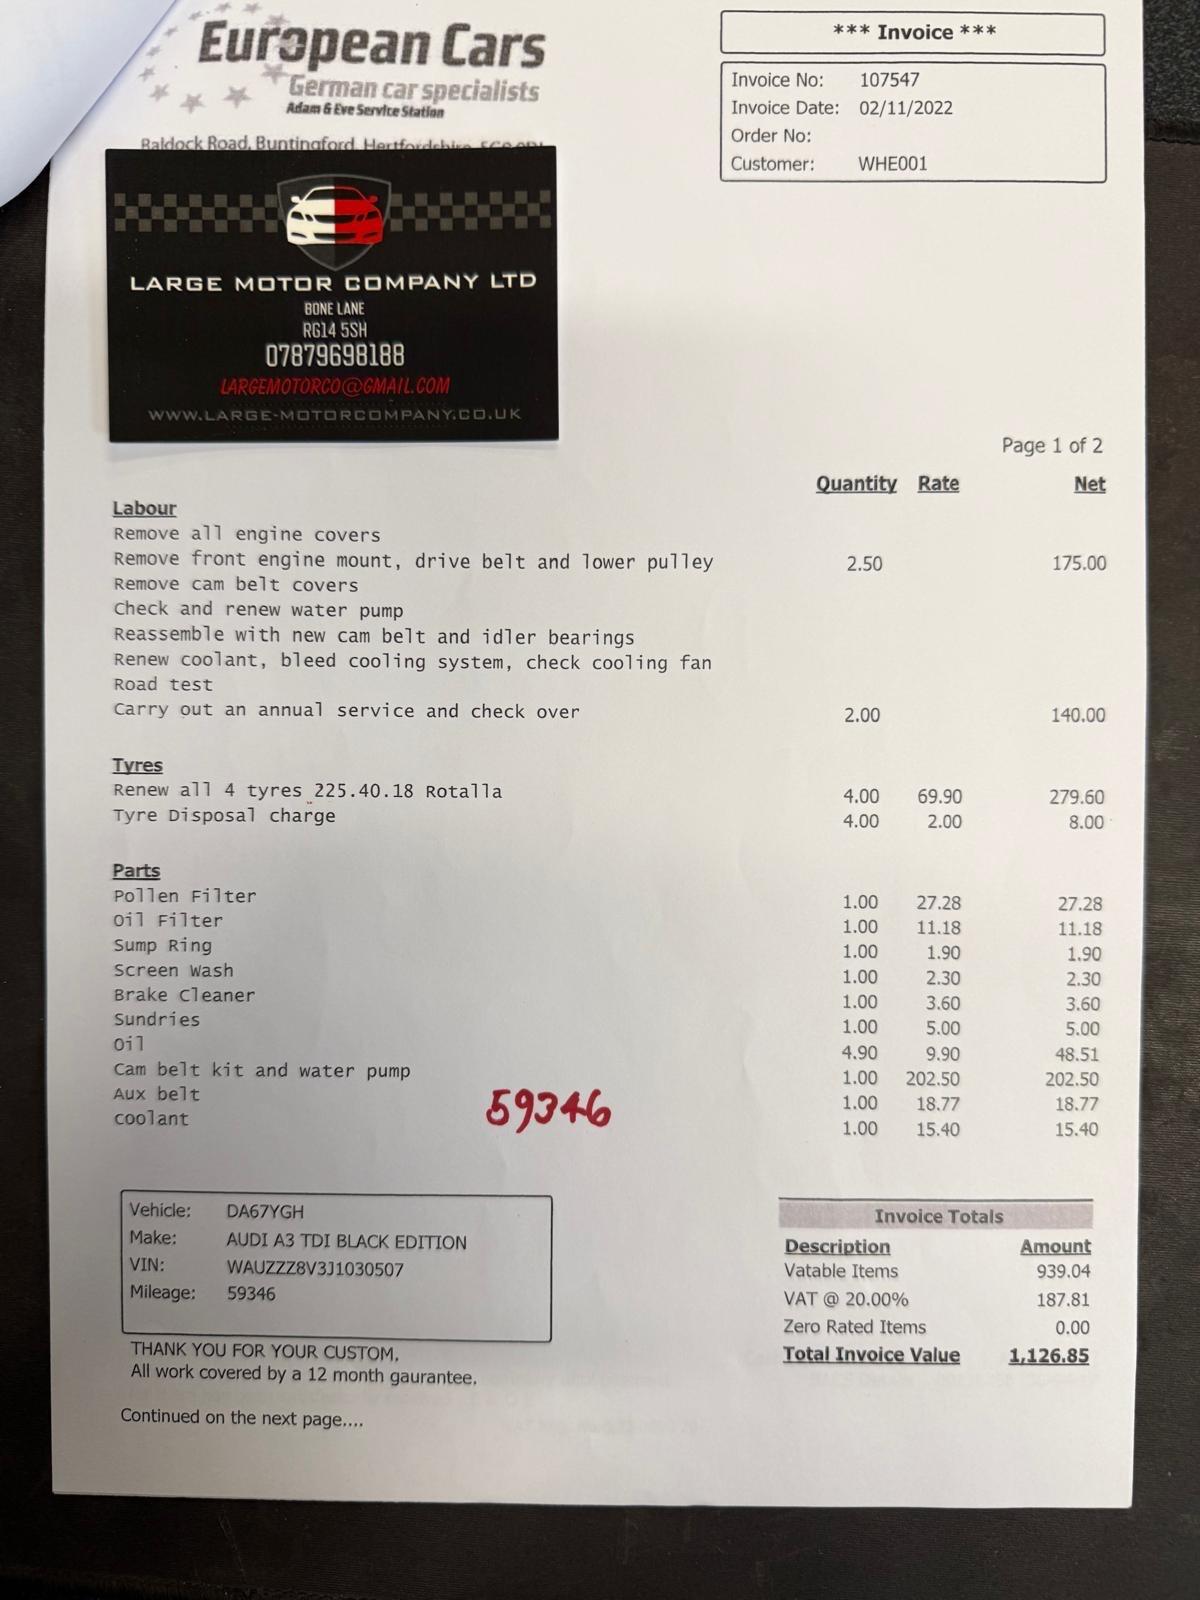 European Cars
German car specialists
Adam & Eve Service Station
Baldock Road, Buntingford, Hertfordshire,
*** Invoice ***
Invoice No: 107547
Invoice Date: 02/11/2022
Order No:
Customer: WHE001
LARGE MOTOR COMPANY LTD
BONE LANE
RG14 5SH
07879698188
LARGEMOTORCO@GMAIL.COM
WWW.LARGE-MOTORCOMPANY.CO.UK
Page 1 of 2
Quantity Rate Net
Labour
Remove all engine covers
Remove front engine mount, drive belt and lower pulley 2.50 175.00
Remove cam belt covers
Check and renew water pump
Reassemble with new cam belt and idler bearings
Renew coolant, bleed cooling system, check cooling fan
Road test
Carry out an annual service and check over 2.00 140.00
Tyres
Renew all 4 tyres 225.40.18 Rotalla 4.00 69.90 279.60
Tyre Disposal charge 4.00 2.00 8.00
Parts
Pollen Filter 1.00 27.28 27.28
Oil Filter 1.00 11.18 11.18
Sump Ring 1.00 1.90 1.90
Screen Wash 1.00 2.30 2.30
Brake Cleaner 1.00 3.60 3.60
Sundries 1.00 5.00 5.00
Oil 4.90 9.90 48.51
Cam belt kit and water pump 1.00 202.50 202.50
Aux belt 1.00 18.77 18.77
coolant 1.00 15.40 15.40
59346
Vehicle: DA67YGH
Make: AUDI A3 TDI BLACK EDITION
VIN: WAUZZZ8V3J1030507
Mileage: 59346
Invoice Totals
Description Amount
Vatable Items 939.04
VAT @ 20.00% 187.81
Zero Rated Items 0.00
Total Invoice Value 1,126.85
THANK YOU FOR YOUR CUSTOM,
All work covered by a 12 month gaurantee.
Continued on the next page....